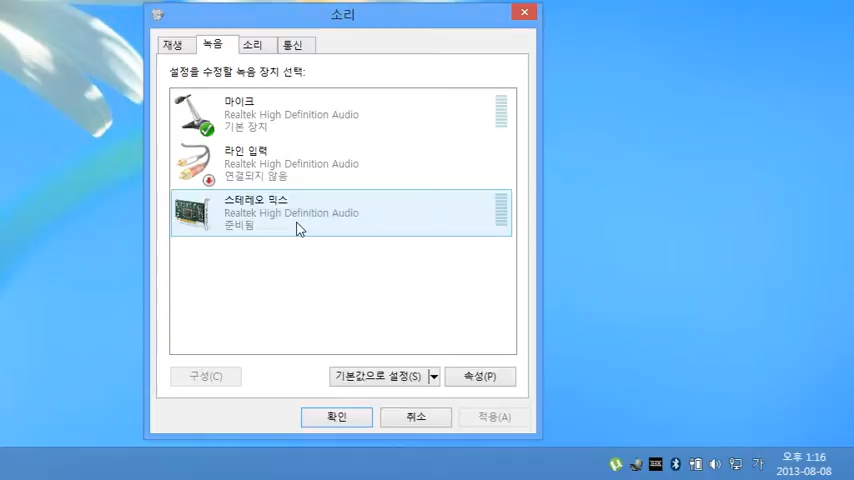 소리
재생 녹음 소리 통신
설정을 수정할 녹음 장치 선택:
마이크
Realtek High Definition Audio
기본 장치
라인 입력
Realtek High Definition Audio
연결되지 않음
스테레오 믹스
Realtek High Definition Audio
준비됨
구성(C) 기본값으로 설정(S) 속성(P)
확인 취소 적용(A)
가 오후 1:16
2013-08-08